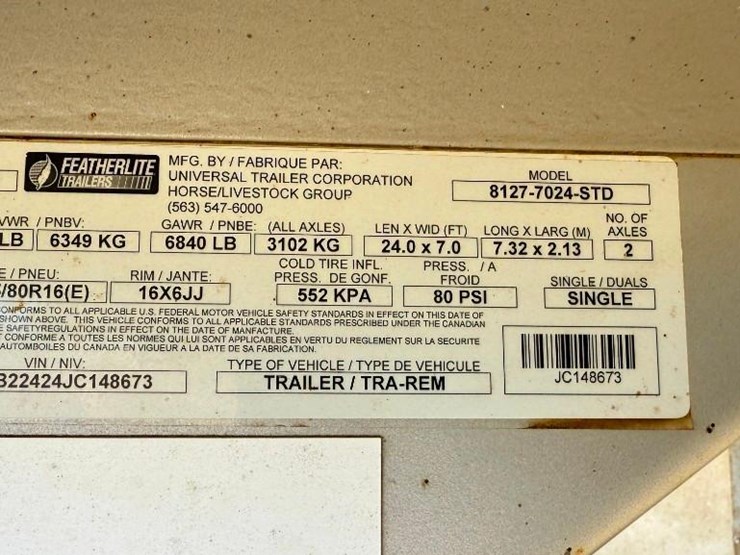 FEATHERLITE
TRAILERS
MFG. BY / FABRIQUE PAR:
UNIVERSAL TRAILER CORPORATION
HORSE/LIVESTOCK GROUP
(563) 547-6000
MODEL
8127-7024-STD
VWR / PNBV:
GAWR / PNBE: (ALL AXLES)
LEN X WID (FT)
LONG X LARG (M)
NO. OF
AXLES
LB 6349 KG
6840 LB 3102 KG
24.0 x 7.0
7.32 x 2.13
2
E / PNEU:
RIM / JANTE:
COLD TIRE INFL.
PRESS. DE GONF.
PRESS. /A
FROID
SINGLE / DUALS
/80R16(E)
16X6JJ
552 KPA
80 PSI
SINGLE
ONFORMS TO ALL APPLICABLE U.S. FEDERAL MOTOR VEHICLE SAFETY STANDARDS IN EFFECT ON THIS DATE OF
SHOWN ABOVE. THIS VEHICLE CONFORMS TO ALL APPLICABLE STANDARDS PRESCRIBED UNDER THE CANADIAN
E SAFETYREGULATIONS IN EFFECT ON THE DATE OF MANFACTURE.
CONFORME A TOUTES LES NORMES QUI LUI SONT APPLICABLES EN VERTU DU REGLEMENT SUR LA SECURITE
AUTOMBOILES DU CANADA EN VIGUEUR A LA DATE DE SA FABRICATION.
VIN / NIV:
TYPE OF VEHICLE / TYPE DE VEHICULE
322424JC148673
TRAILER / TRA-REM
JC148673